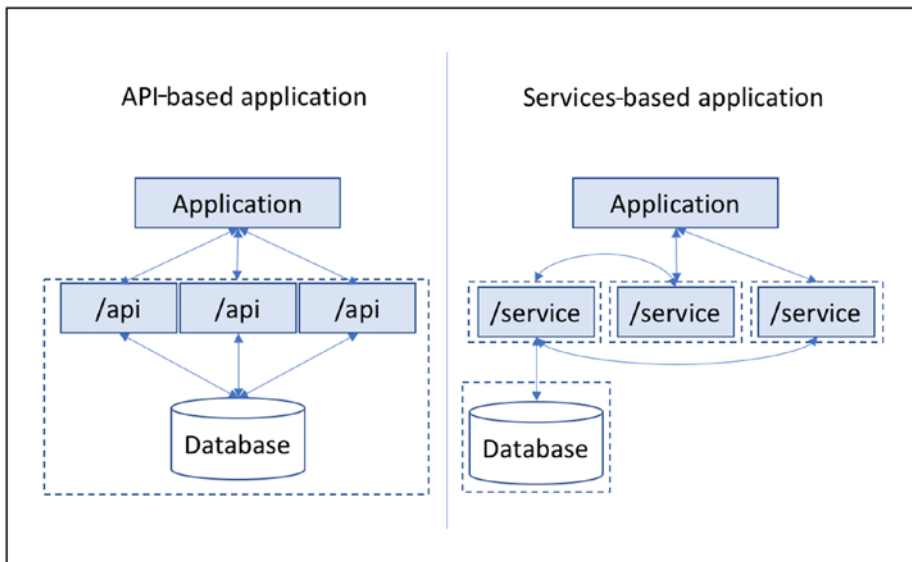 API-based application
Application
/api
/api
/api
Database
Services-based application
Application
/service
/service
/service
Database